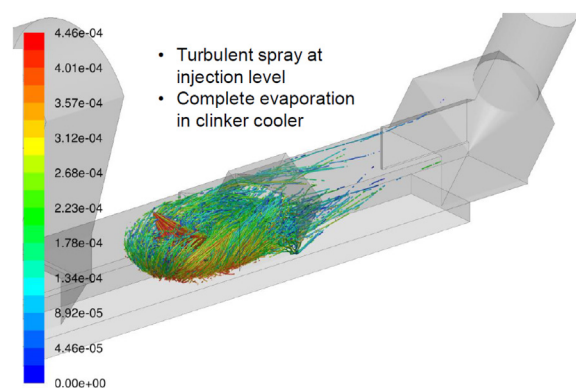 4.46e-04
4.01e-04
3.57e-04
3.12e-04
2.68e-04
2.23e-04
1.78e-04
1.34e-04
8.92e-05
4.46e-05
0.00e+00
• Turbulent spray at
injection level
• Complete evaporation
in clinker cooler